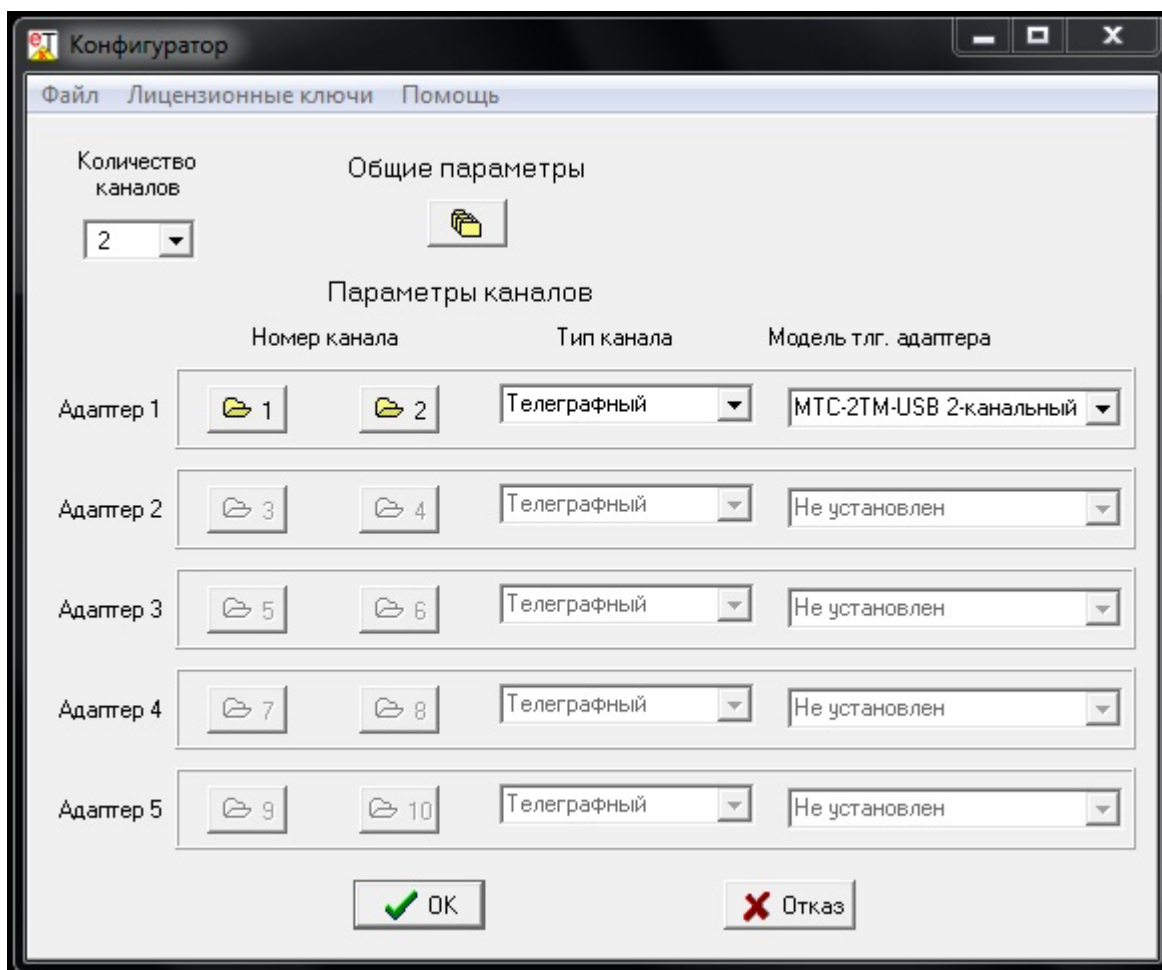 Конфигуратор
Файл Лицензионные ключи Помощь
Количество каналов
2
Общие параметры
Параметры каналов
Номер канала Тип канала Модель тлг. адаптера
Адаптер 1 1 2 Телеграфный МТС-2ТМ-USB 2-канальный
Адаптер 2 3 4 Телеграфный Не установлен
Адаптер 3 5 6 Телеграфный Не установлен
Адаптер 4 7 8 Телеграфный Не установлен
Адаптер 5 9 10 Телеграфный Не установлен
OK Отказ